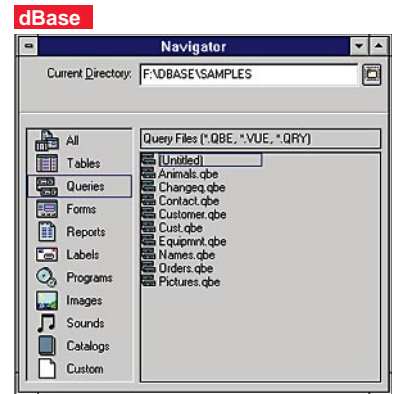 dBase
Navigator
Current Directory: F:\DBASE\SAMPLES
All
Tables
Queries
Forms
Reports
Labels
Programs
Images
Sounds
Catalogs
Custom
Query Files (*.QBE, *.VUE, *.QRY)
(Untitled)
Animals.qbe
Changeq.qbe
Contact.qbe
Customer.qbe
Cust.qbe
Equipmnt.qbe
Names.qbe
Orders.qbe
Pictures.qbe